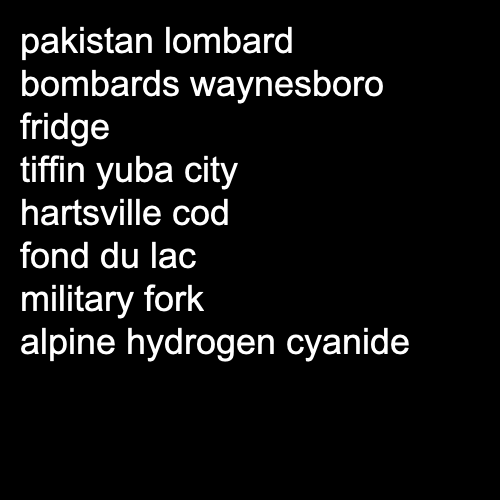 pakistan lombard
bombards waynesboro
fridge
tiffin yuba city
hartsville cod
fond du lac
military fork
alpine hydrogen cyanide